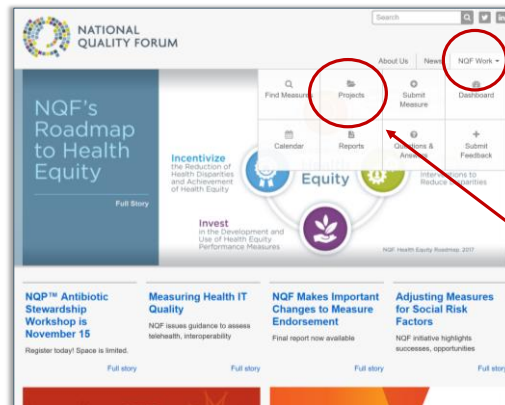 NATIONAL
QUALITY FORUM
Search
About Us
News
NQF Work
Find Measures
Projects
Submit
Measure
Dashboard
Calendar
Reports
Questions &
Answers
Submit
Feedback
NQF's
Roadmap
to Health
Equity
Full Story
Incentivize
the Reduction of
Health Disparities
and Achievement
of Health Equity
Equity
Interventions to
Reduce Disparities
Invest
in the Development and
Use of Health Equity
Performance Measures
NQF Health Equity Roadmap, 2017
NQP™ Antibiotic
Stewardship
Workshop is
November 15
Register today! Space is limited.
Full story
Measuring Health IT
Quality
NQF issues guidance to assess
telehealth, interoperability
Full story
NQF Makes Important
Changes to Measure
Endorsement
Final report now available
Full story
Adjusting Measures
for Social Risk
Factors
NQF initiative highlights
successes, opportunities
Full story